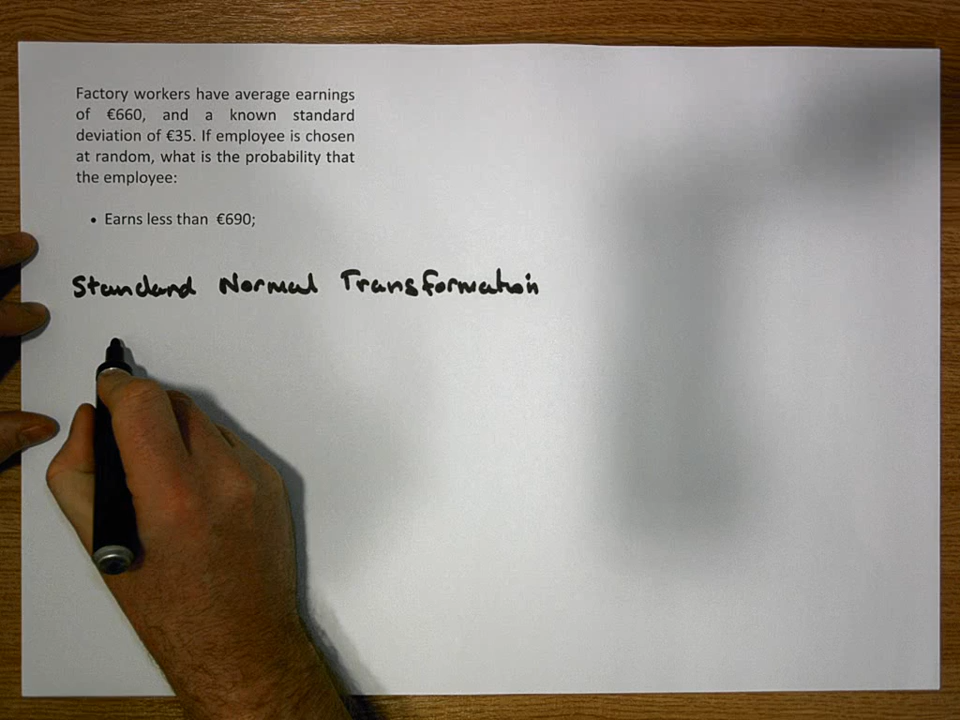 Factory workers have average earnings
of €660, and a known standard
deviation of €35. If employee is chosen
at random, what is the probability that
the employee:
• Earns less than €690;
Standard Normal Transformation